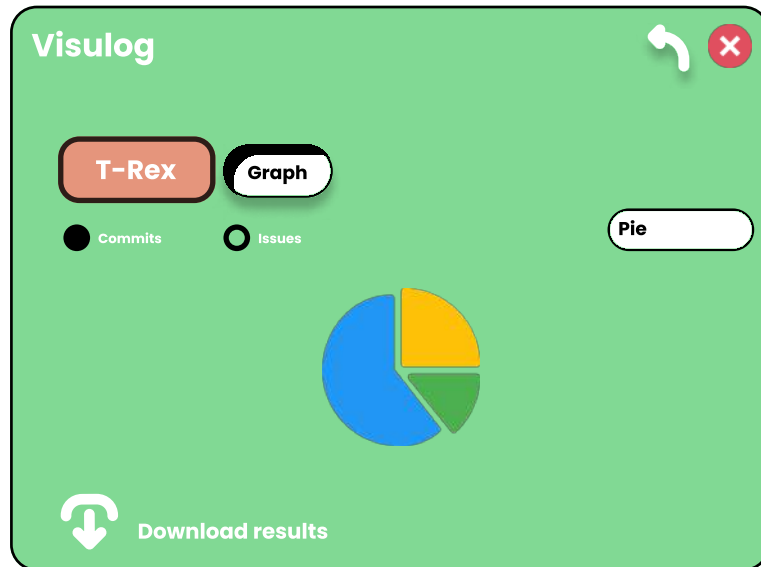 Visulog
T-Rex
Graph
Commits
Issues
Pie
Download results